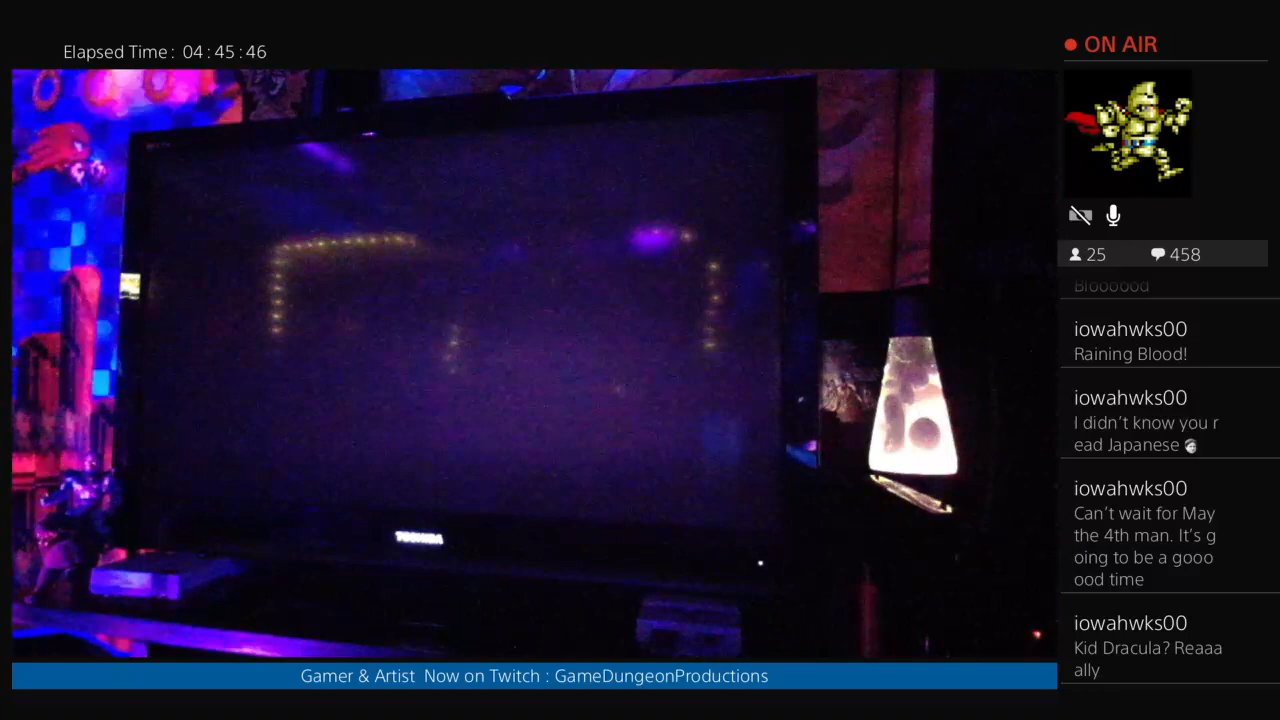 Elapsed Time: 04:45:46
ON AIR
25 458
Bloooood
iowahwks00
Raining Blood!
iowahwks00
I didn't know you r
ead Japanese
iowahwks00
Can't wait for May
the 4th man. It's g
oing to be a gooo
ood time
iowahwks00
Kid Dracula? Reaaa
ally
TOSHIBA
Gamer & Artist Now on Twitch : GameDungeonProductions